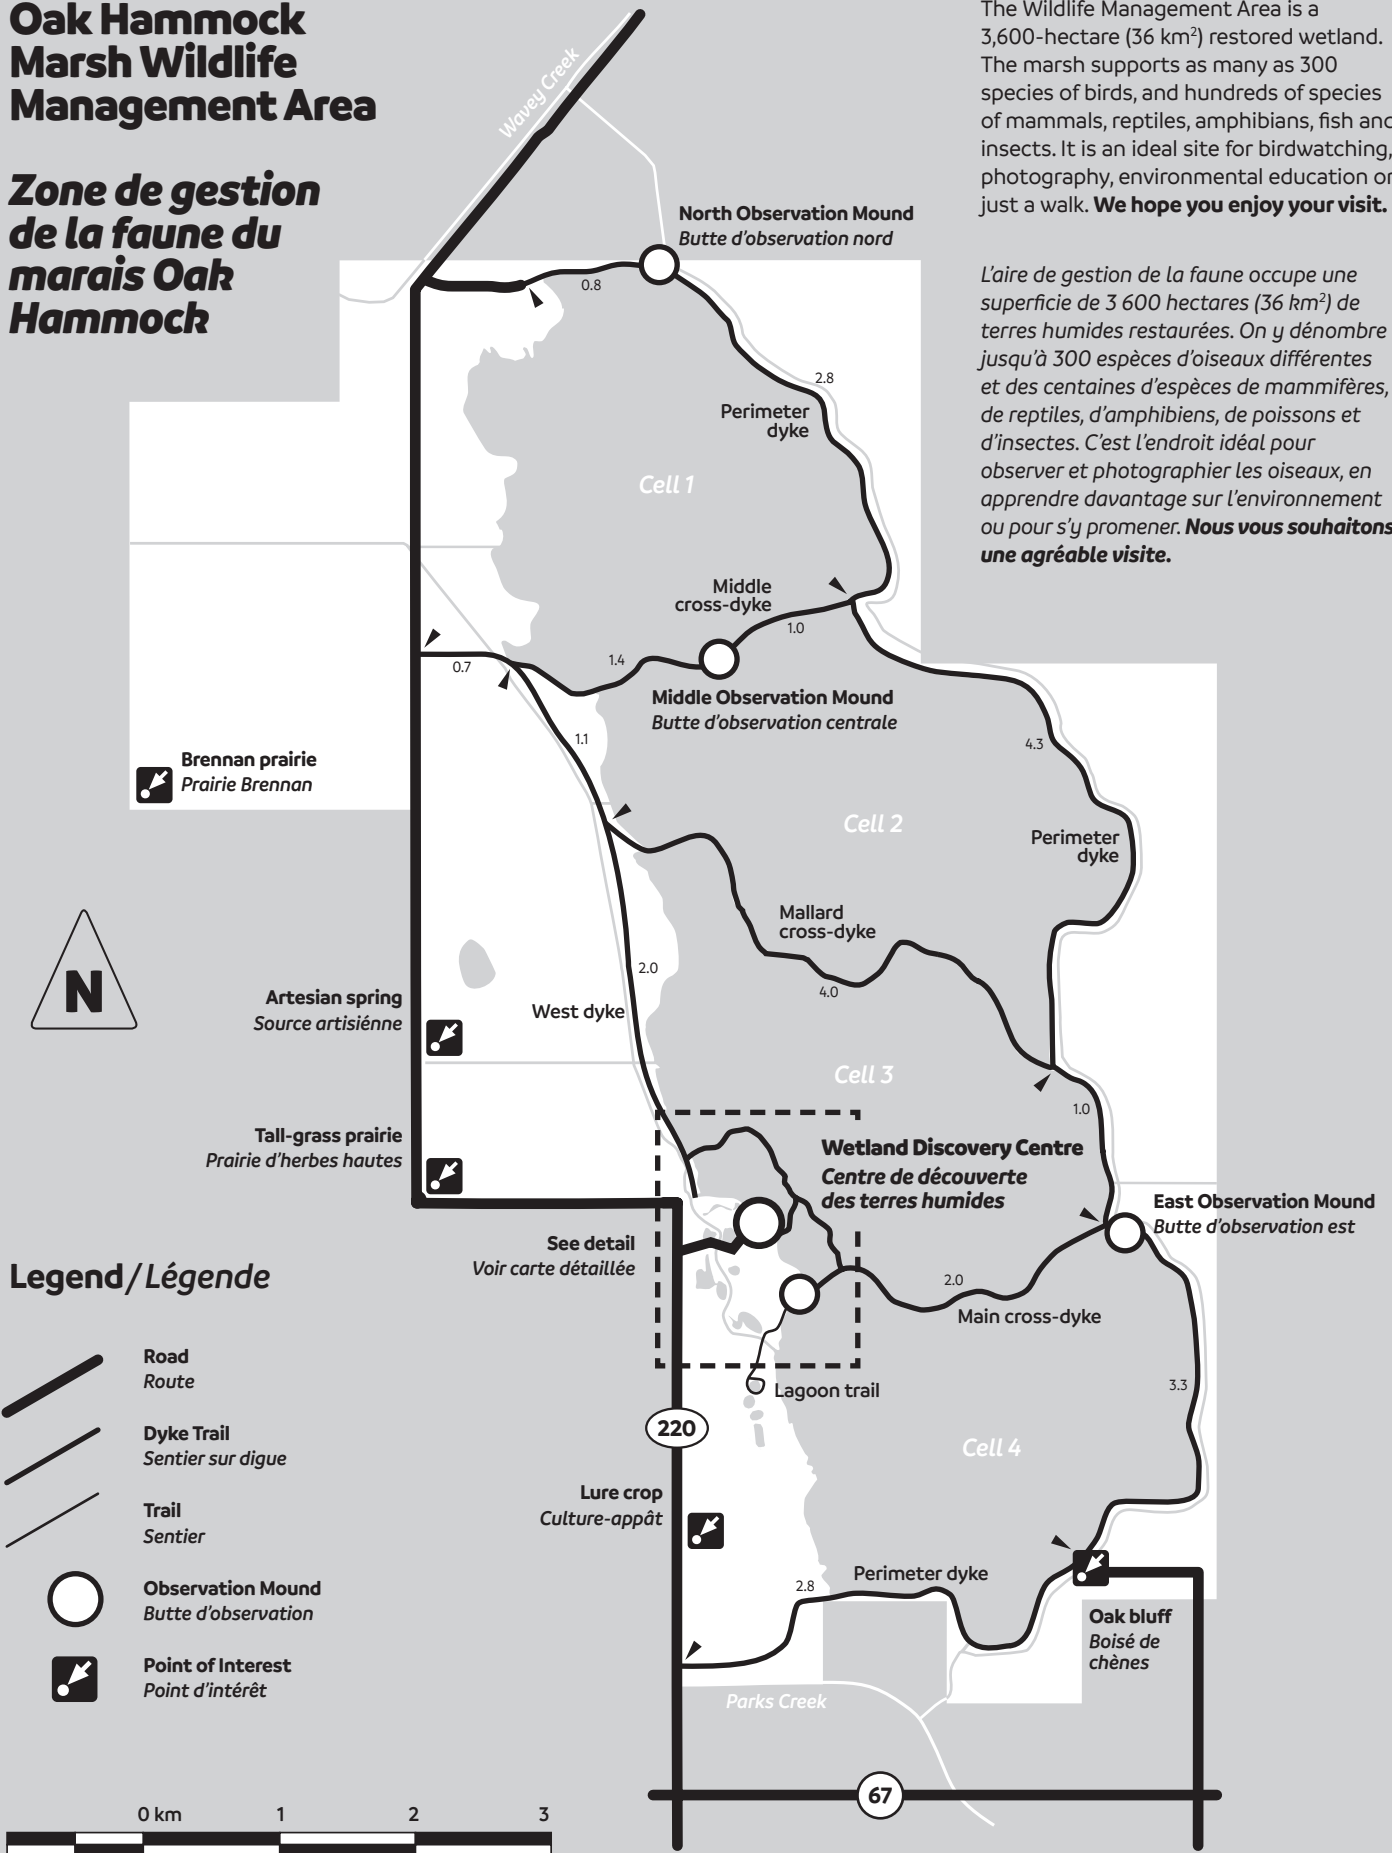 Oak Hammock
Marsh Wildlife
Management Area
Zone de gestion
de la faune du
marais Oak
Hammock
The Wildlife Management Area is a
3,600-hectare (36 km²) restored wetland.
The marsh supports as many as 300
species of birds, and hundreds of species
of mammals, reptiles, amphibians, fish and
insects. It is an ideal site for birdwatching,
photography, environmental education or
just a walk. We hope you enjoy your visit.
L'aire de gestion de la faune occupe une
superficie de 3 600 hectares (36 km²) de
terres humides restaurées. On y dénombre
jusqu'à 300 espèces d'oiseaux différentes
et des centaines d'espèces de mammifères,
de reptiles, d'amphibiens, de poissons et
d'insectes. C'est l'endroit idéal pour
observer et photographier les oiseaux, en
apprendre davantage sur l'environnement
ou pour s'y promener. Nous vous souhaitons
une agréable visite.
Wavey Creek
North Observation Mound
Butte d'observation nord
0.8
2.8
Perimeter
dyke
Cell 1
Middle
cross-dyke
1.0
1.4
0.7
Middle Observation Mound
Butte d'observation centrale
1.1
4.3
Brennan prairie
Prairie Brennan
Cell 2
Perimeter
dyke
Mallard
cross-dyke
4.0
2.0
West dyke
N
Artesian spring
Source artisiénne
Cell 3
1.0
Tall-grass prairie
Prairie d'herbes hautes
Wetland Discovery Centre
Centre de découverte
des terres humides
East Observation Mound
Butte d'observation est
See detail
Voir carte détaillée
2.0
Main cross-dyke
3.3
Lagoon trail
220
Cell 4
Lure crop
Culture-appât
Perimeter dyke
2.8
Oak bluff
Boisé de
chènes
Parks Creek
67
Legend/Légende
Road
Route
Dyke Trail
Sentier sur digue
Trail
Sentier
Observation Mound
Butte d'observation
Point of Interest
Point d'intérêt
0 km 1 2 3